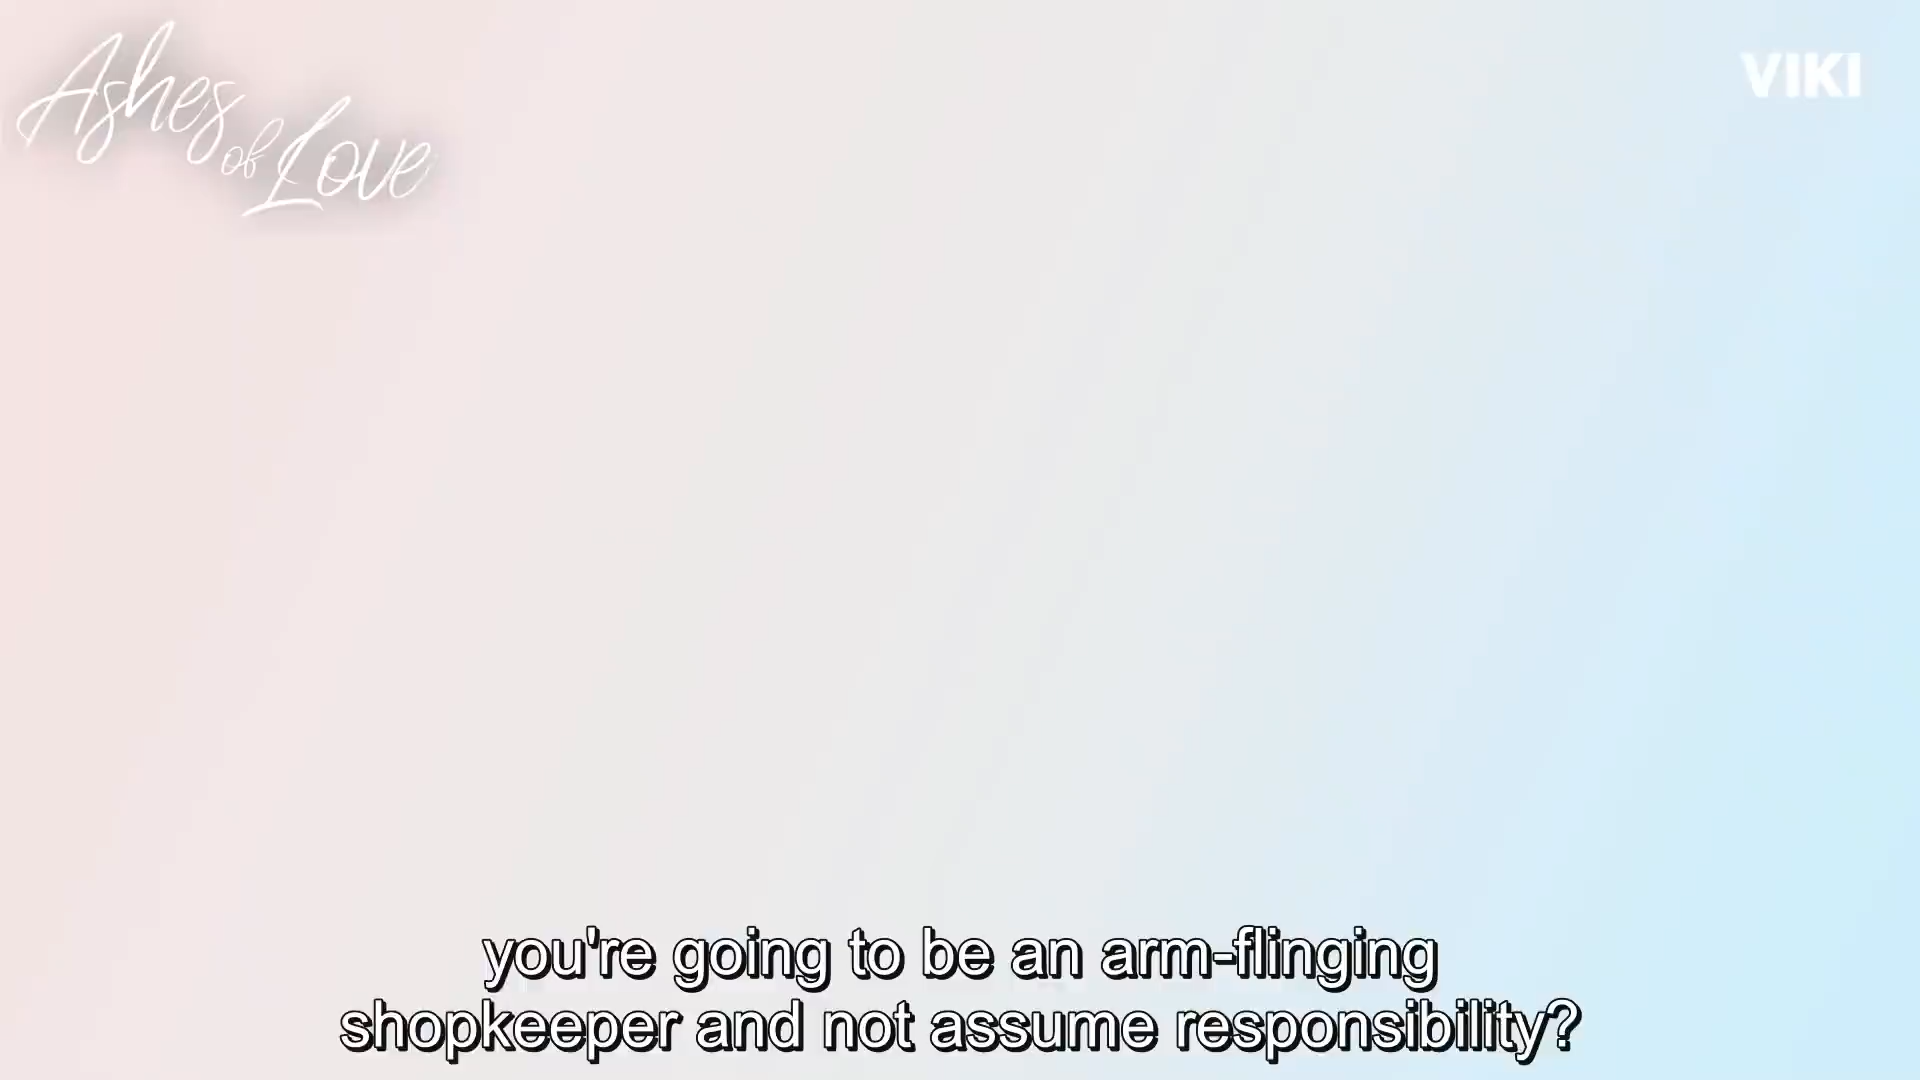 Ashes
of Love
VIKI
you're going to be an arm-flinging
shopkeeper and not assume responsibility?